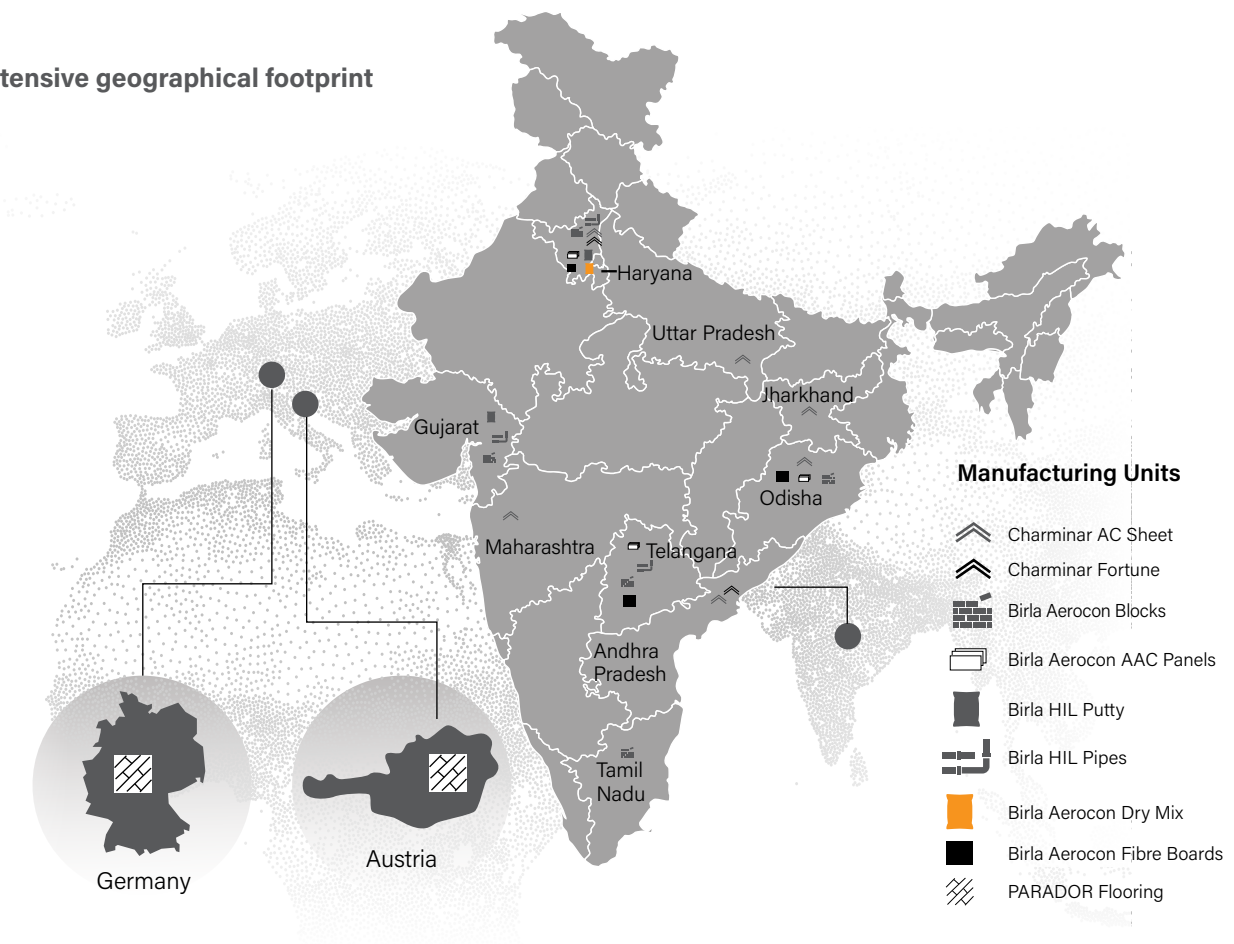 tensive geographical footprint
Haryana
Uttar Pradesh
Jharkhand
Gujarat
Odisha
Maharashtra
Telangana
Andhra
Pradesh
Tamil
Nadu
Germany
Austria
Manufacturing Units
Charminar AC Sheet
Charminar Fortune
Birla Aerocon Blocks
Birla Aerocon AAC Panels
Birla HIL Putty
Birla HIL Pipes
Birla Aerocon Dry Mix
Birla Aerocon Fibre Boards
PARADOR Flooring